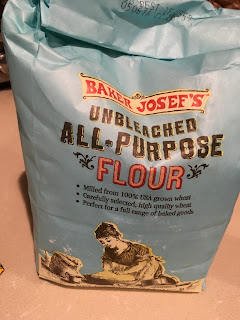 BAKER JOSEF'S
UNBLEACHED
ALL-PURPOSE
FLOUR
• Milled from 100% USA grown wheat
• Carefully selected, high quality wheat
• Perfect for a full range of baked goods